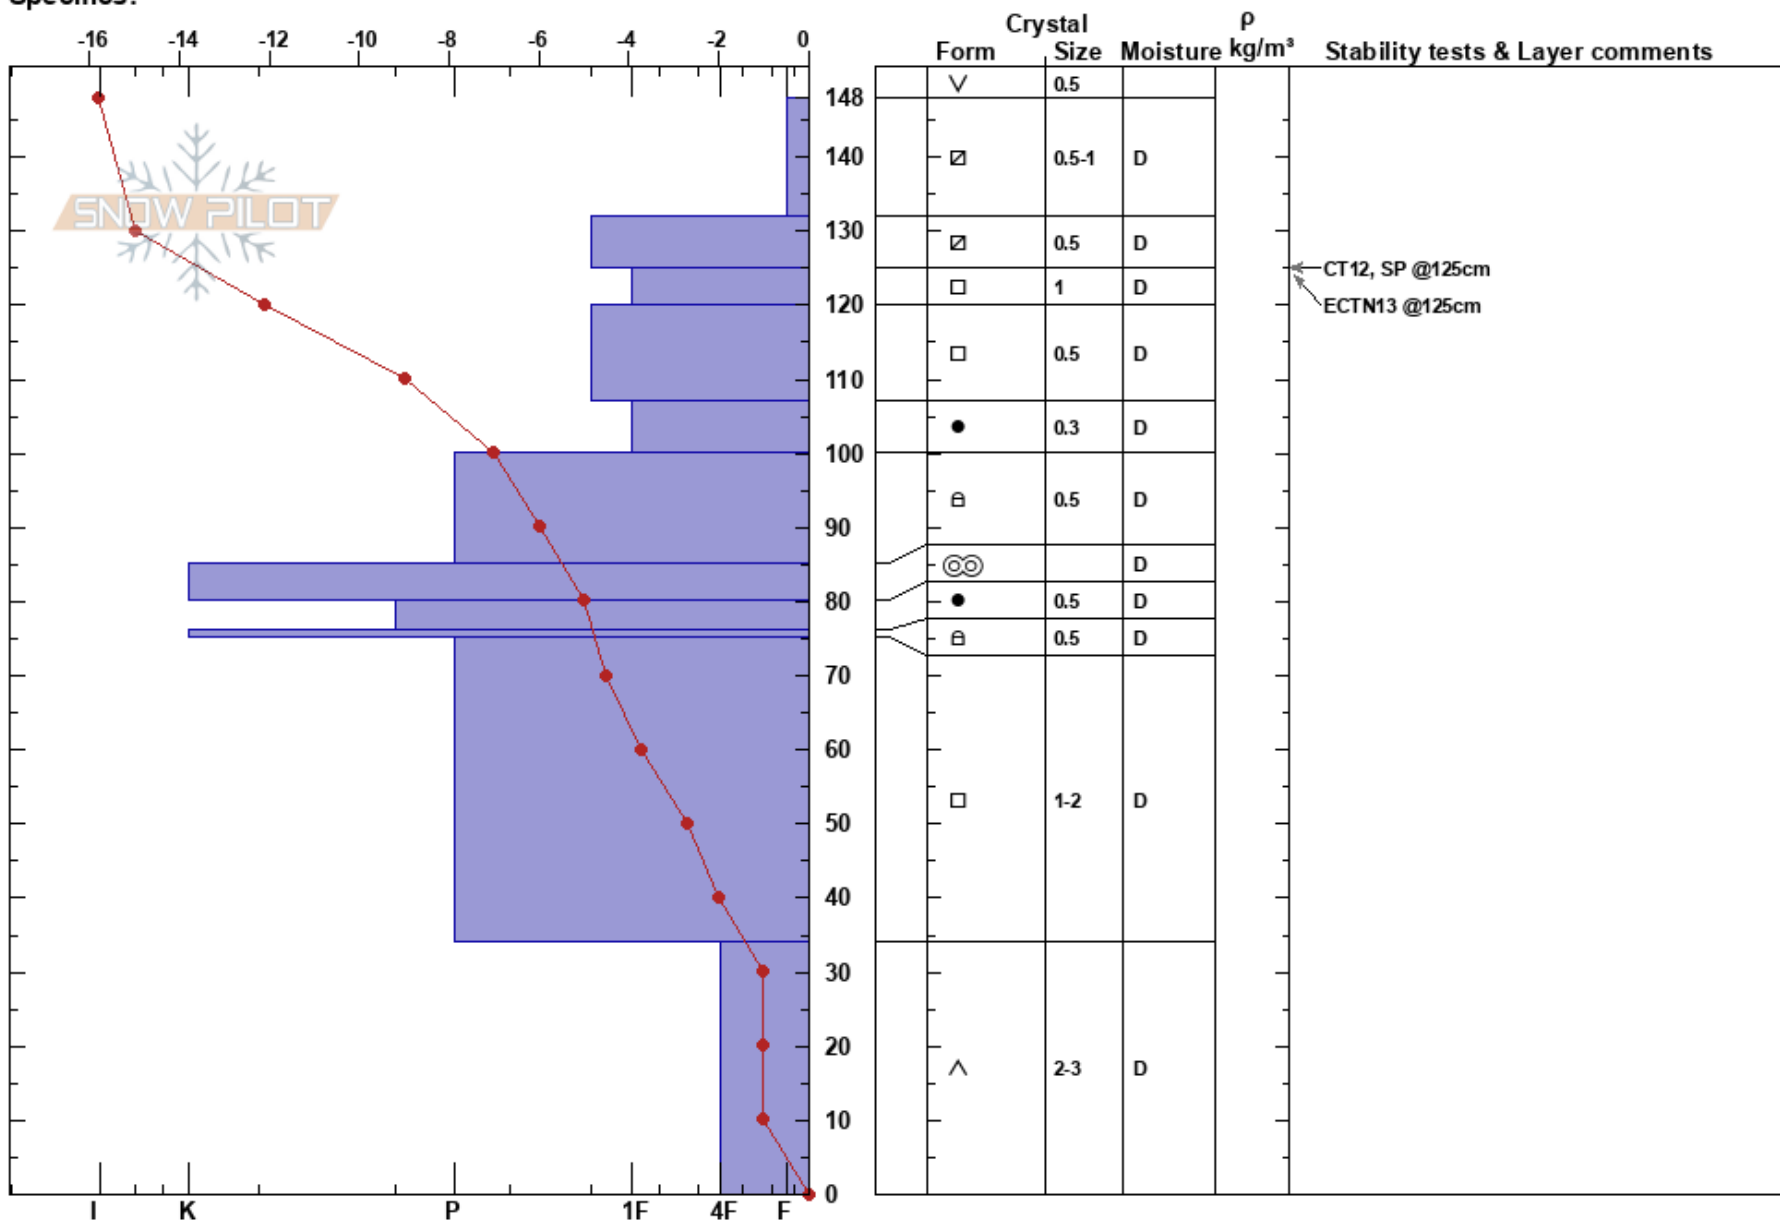 Crystal ρ
Form Size Moisture kg/m³ Stability tests & Layer comments
-16 -14 -12 -10 -8 -6 -4 -2 0
0.5
148
140 0.5-1 D
SNOW PILOT
130 0.5 D
CT12, SP @125cm
1 D
120 ECTN13 @125cm
0.5 D
110
0.3 D
100
0.5 D
90
D
80 0.5 D
0.5 D
70
60
1-2 D
50
40
30
20
2-3 D
10
0
I K P 1F 4F F